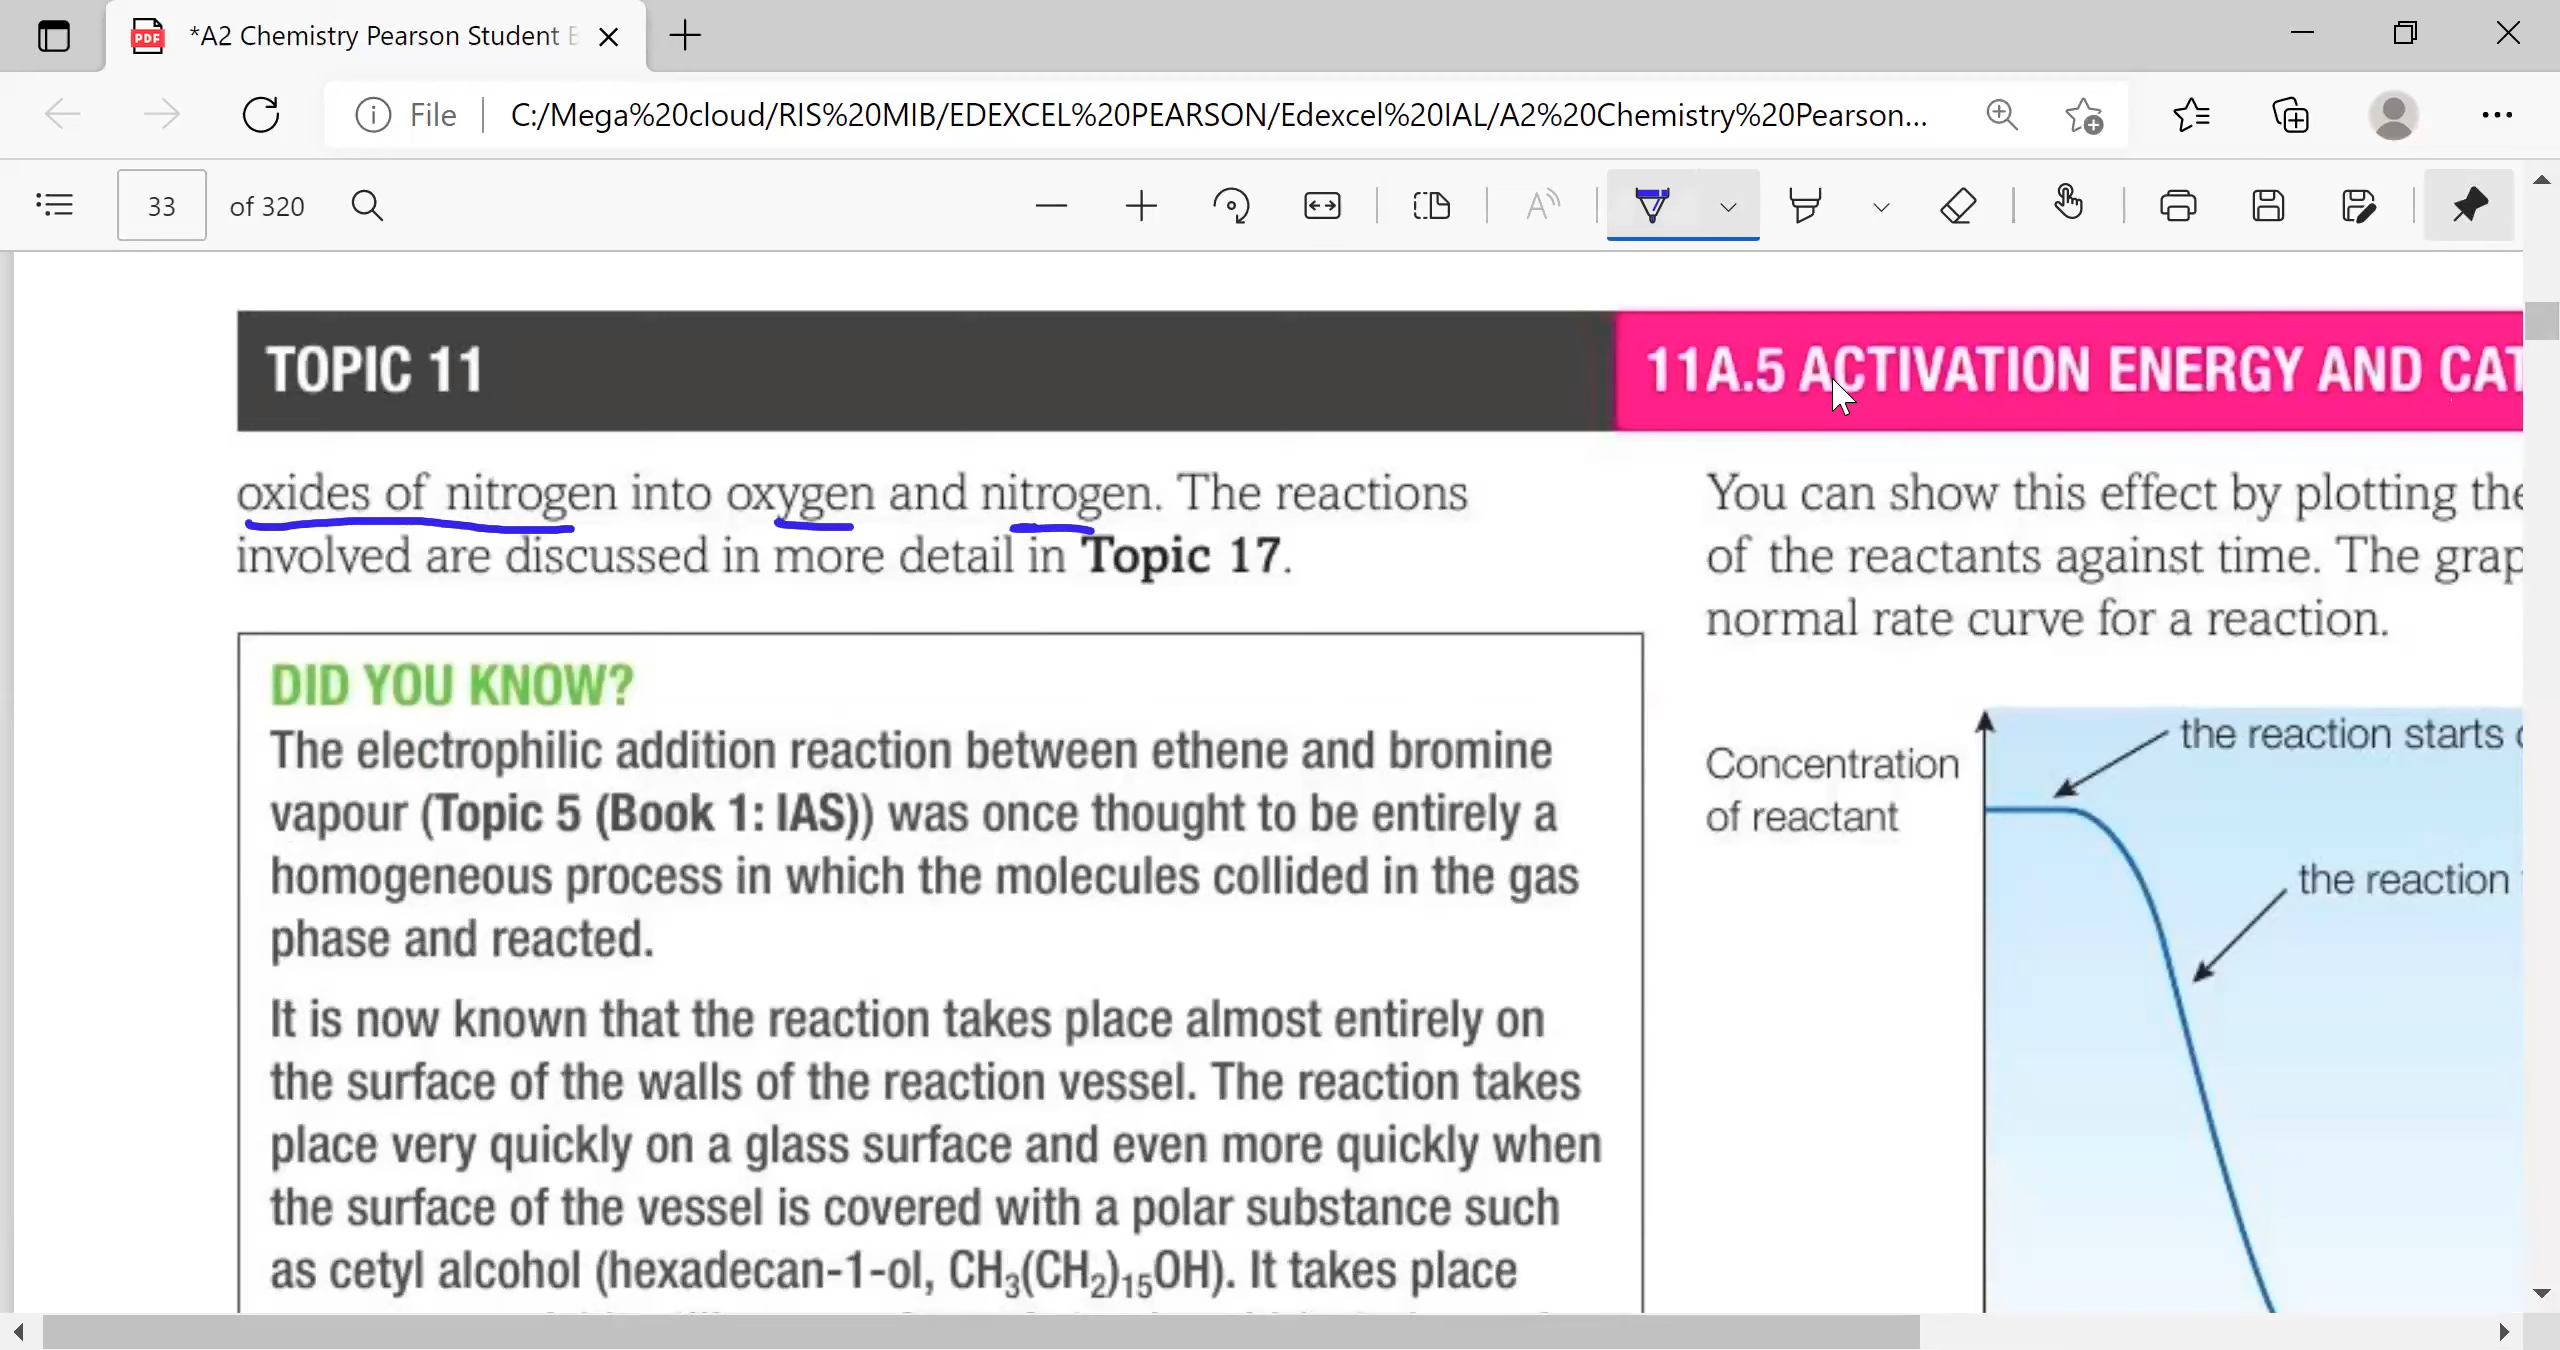 *A2 Chemistry Pearson Student
File
C:/Mega%20cloud/RIS%20MIB/EDEXCEL%20PEARSON/Edexcel%20IAL/A2%20Chemistry%20Pearson...
33 of 320
TOPIC 11
11A.5 ACTIVATION ENERGY AND CAT
oxides of nitrogen into oxygen and nitrogen. The reactions
involved are discussed in more detail in Topic 17.
DID YOU KNOW?
The electrophilic addition reaction between ethene and bromine
vapour (Topic 5 (Book 1: IAS)) was once thought to be entirely a
homogeneous process in which the molecules collided in the gas
phase and reacted.
It is now known that the reaction takes place almost entirely on
the surface of the walls of the reaction vessel. The reaction takes
place very quickly on a glass surface and even more quickly when
the surface of the vessel is covered with a polar substance such
as cetyl alcohol (hexadecan-1-ol, CH₃(CH₂)₁₅OH). It takes place
You can show this effect by plotting the
of the reactants against time. The grap
normal rate curve for a reaction.
Concentration
of reactant
the reaction starts
the reaction